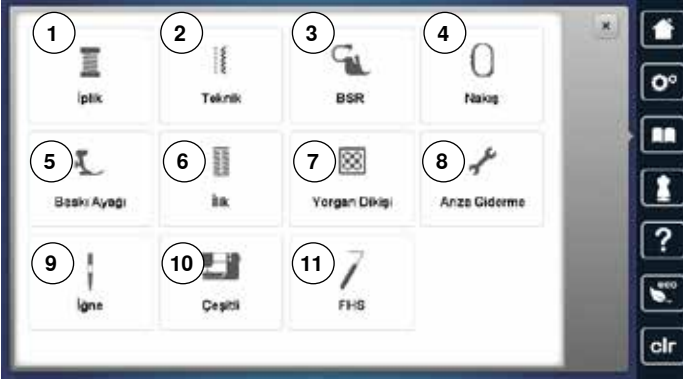 1 2 3 4
İplik Teknik BSR Nakış
5 6 7 8
Baskı Ayağı İlik Yorgan Dikişi Arıza Giderme
9 10 11
İğne Çeşitli FHS
×
?
eco
clr